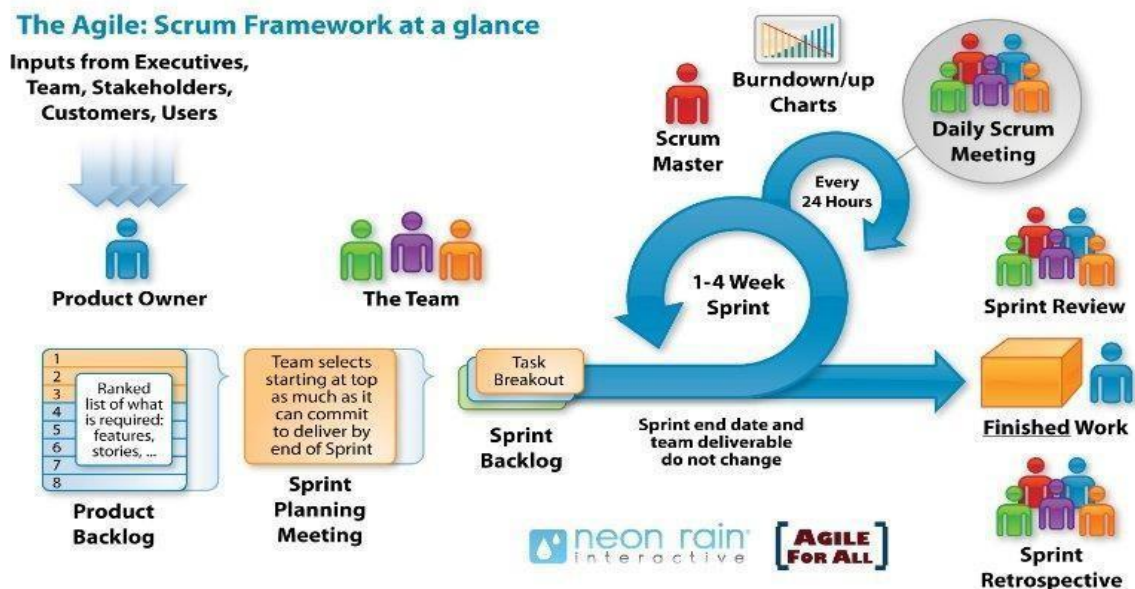 The Agile: Scrum Framework at a glance
Inputs from Executives,
Team, Stakeholders,
Customers, Users
Product Owner
The Team
Scrum
Master
Burndown/up
Charts
Daily Scrum
Meeting
Every
24 Hours
1-4 Week
Sprint
Sprint Review
1
2
3
4
5
6
7
8
Ranked
list of what
is required:
features,
stories, ...
Product
Backlog
Team selects
starting at top
as much as it
can commit
to deliver by
end of Sprint
Sprint
Planning
Meeting
Task
Breakout
Sprint
Backlog
Sprint end date and
team deliverable
do not change
Finished Work
Sprint
Retrospective
neon rain
interactive
AGILE
FOR ALL